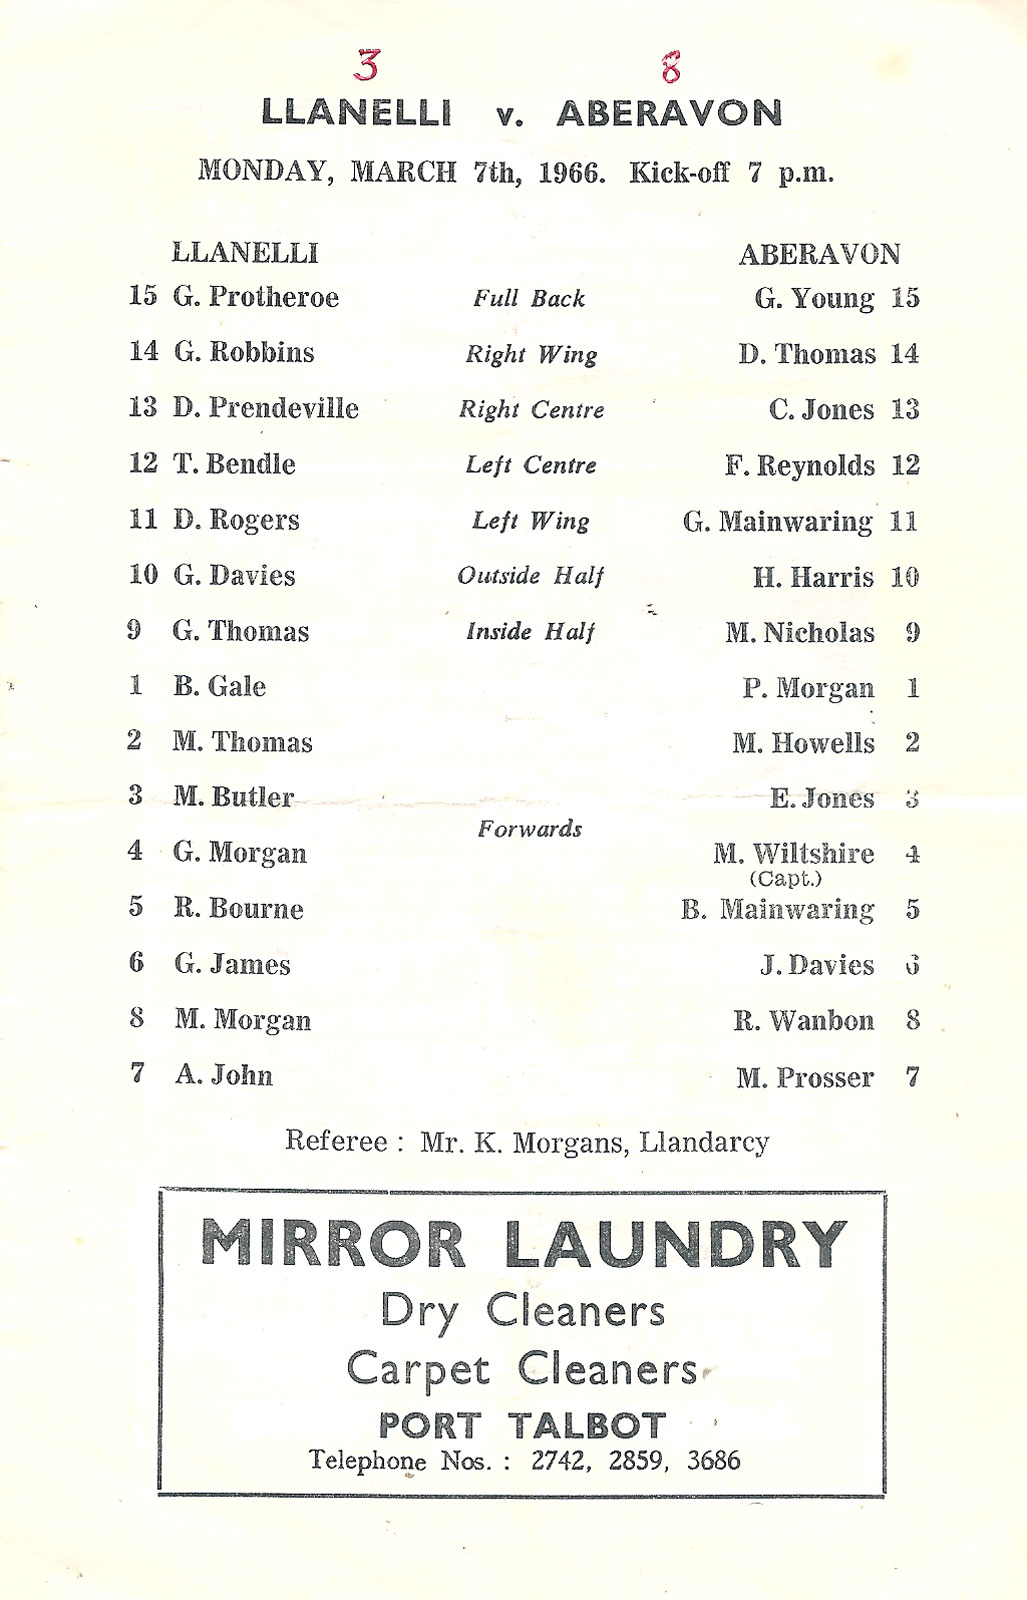 3 8
LLANELLI v. ABERAVON
MONDAY, MARCH 7th, 1966. Kick-off 7 p.m.
LLANELLI ABERAVON
15 G. Protheroe Full Back G. Young 15
14 G. Robbins Right Wing D. Thomas 14
13 D. Prendeville Right Centre C. Jones 13
12 T. Bendle Left Centre F. Reynolds 12
11 D. Rogers Left Wing G. Mainwaring 11
10 G. Davies Outside Half H. Harris 10
9 G. Thomas Inside Half M. Nicholas 9
1 B. Gale P. Morgan 1
2 M. Thomas M. Howells 2
3 M. Butler E. Jones 3
Forwards
4 G. Morgan M. Wiltshire 4
(Capt.)
5 R. Bourne B. Mainwaring 5
6 G. James J. Davies 6
8 M. Morgan R. Wanbon 8
7 A. John M. Prosser 7
Referee : Mr. K. Morgans, Llandarcy
MIRROR LAUNDRY
Dry Cleaners
Carpet Cleaners
PORT TALBOT
Telephone Nos. : 2742, 2859, 3686